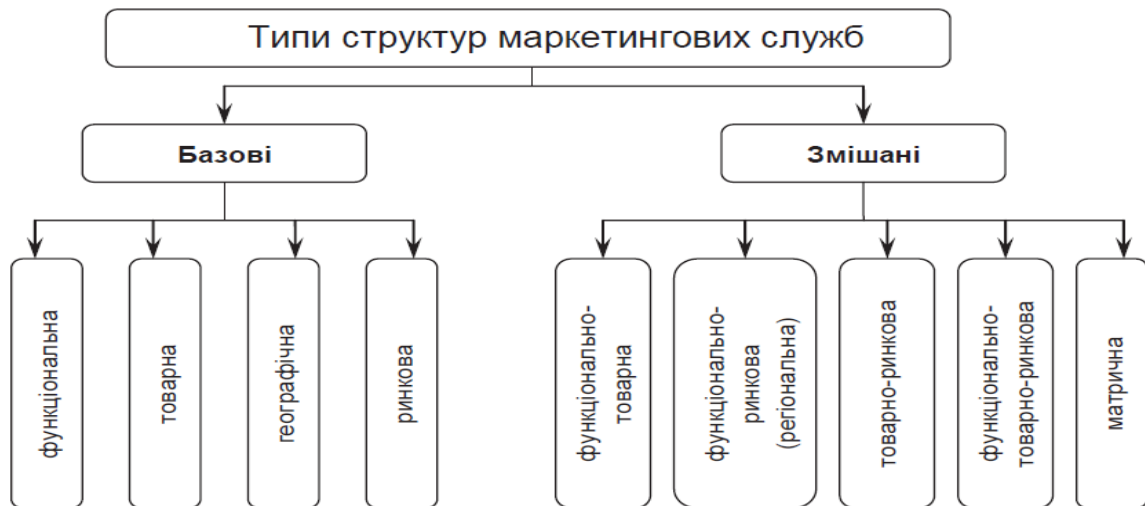 Типи структур маркетингових служб
Базові
Змішані
функціональна
товарна
географічна
ринкова
функціонально-
товарна
функціонально-
ринкова
(регіональна)
товарно-ринкова
функціонально-
товарно-ринкова
матрична